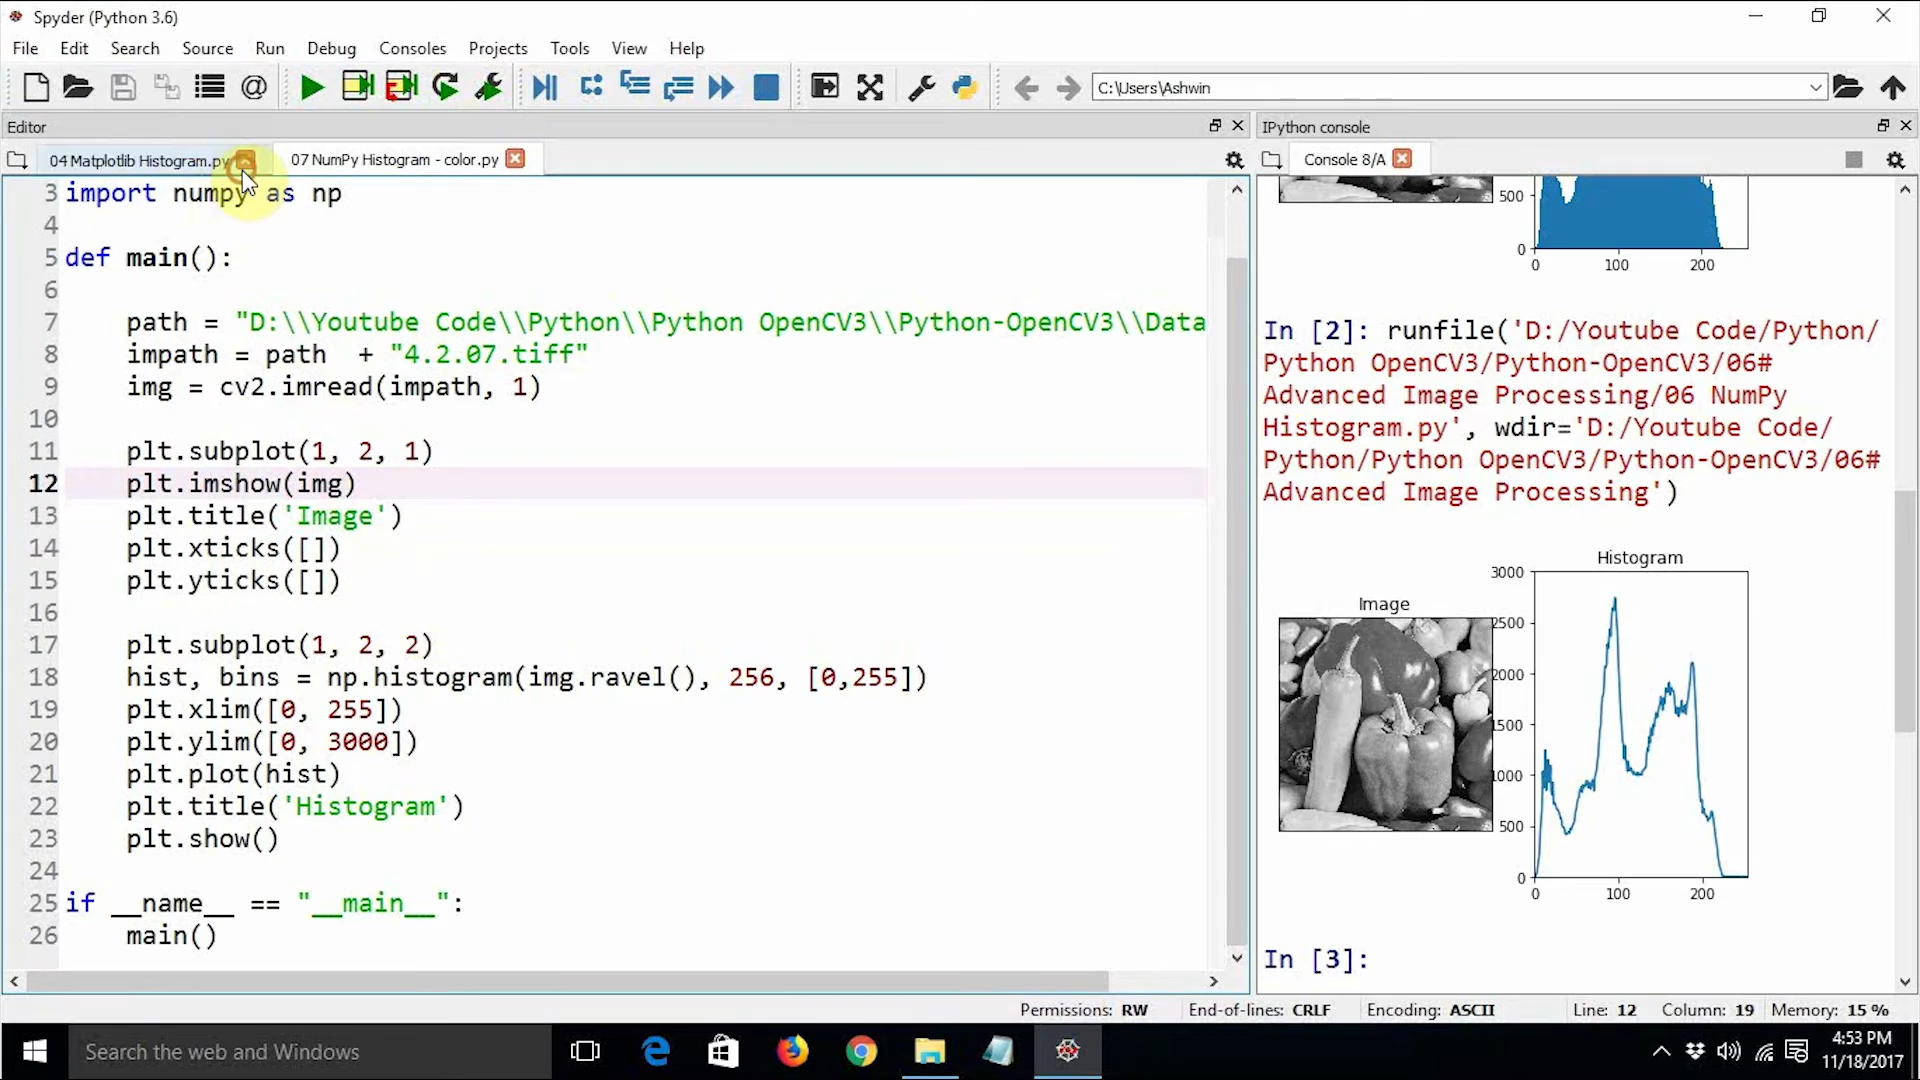 Spyder (Python 3.6)
File Edit Search Source Run Debug Consoles Projects Tools View Help
C:\Users\Ashwin
Editor
04 Matplotlib Histogram.py
07 NumPy Histogram - color.py
3 import numpy as np
4
5 def main():
6
7 path = "D:\\Youtube Code\\Python\\Python OpenCV3\\Python-OpenCV3\\Data
8 impath = path + "4.2.07.tiff"
9 img = cv2.imread(impath, 1)
10
11 plt.subplot(1, 2, 1)
12 plt.imshow(img)
13 plt.title('Image')
14 plt.xticks([])
15 plt.yticks([])
16
17 plt.subplot(1, 2, 2)
18 hist, bins = np.histogram(img.ravel(), 256, [0,255])
19 plt.xlim([0, 255])
20 plt.ylim([0, 3000])
21 plt.plot(hist)
22 plt.title('Histogram')
23 plt.show()
24
25 if __name__ == "__main__":
26 main()
IPython console
Console 8/A
500
0
0 100 200
In [2]: runfile('D:/Youtube Code/Python/
Python OpenCV3/Python-OpenCV3/06#
Advanced Image Processing/06 NumPy
Histogram.py', wdir='D:/Youtube Code/
Python/Python OpenCV3/Python-OpenCV3/06#
Advanced Image Processing')
Image
Histogram
3000
2500
2000
1500
1000
500
0
0 100 200
In [3]:
Permissions: RW End-of-lines: CRLF Encoding: ASCII Line: 12 Column: 19 Memory: 15 %
Search the web and Windows
4:53 PM
11/18/2017